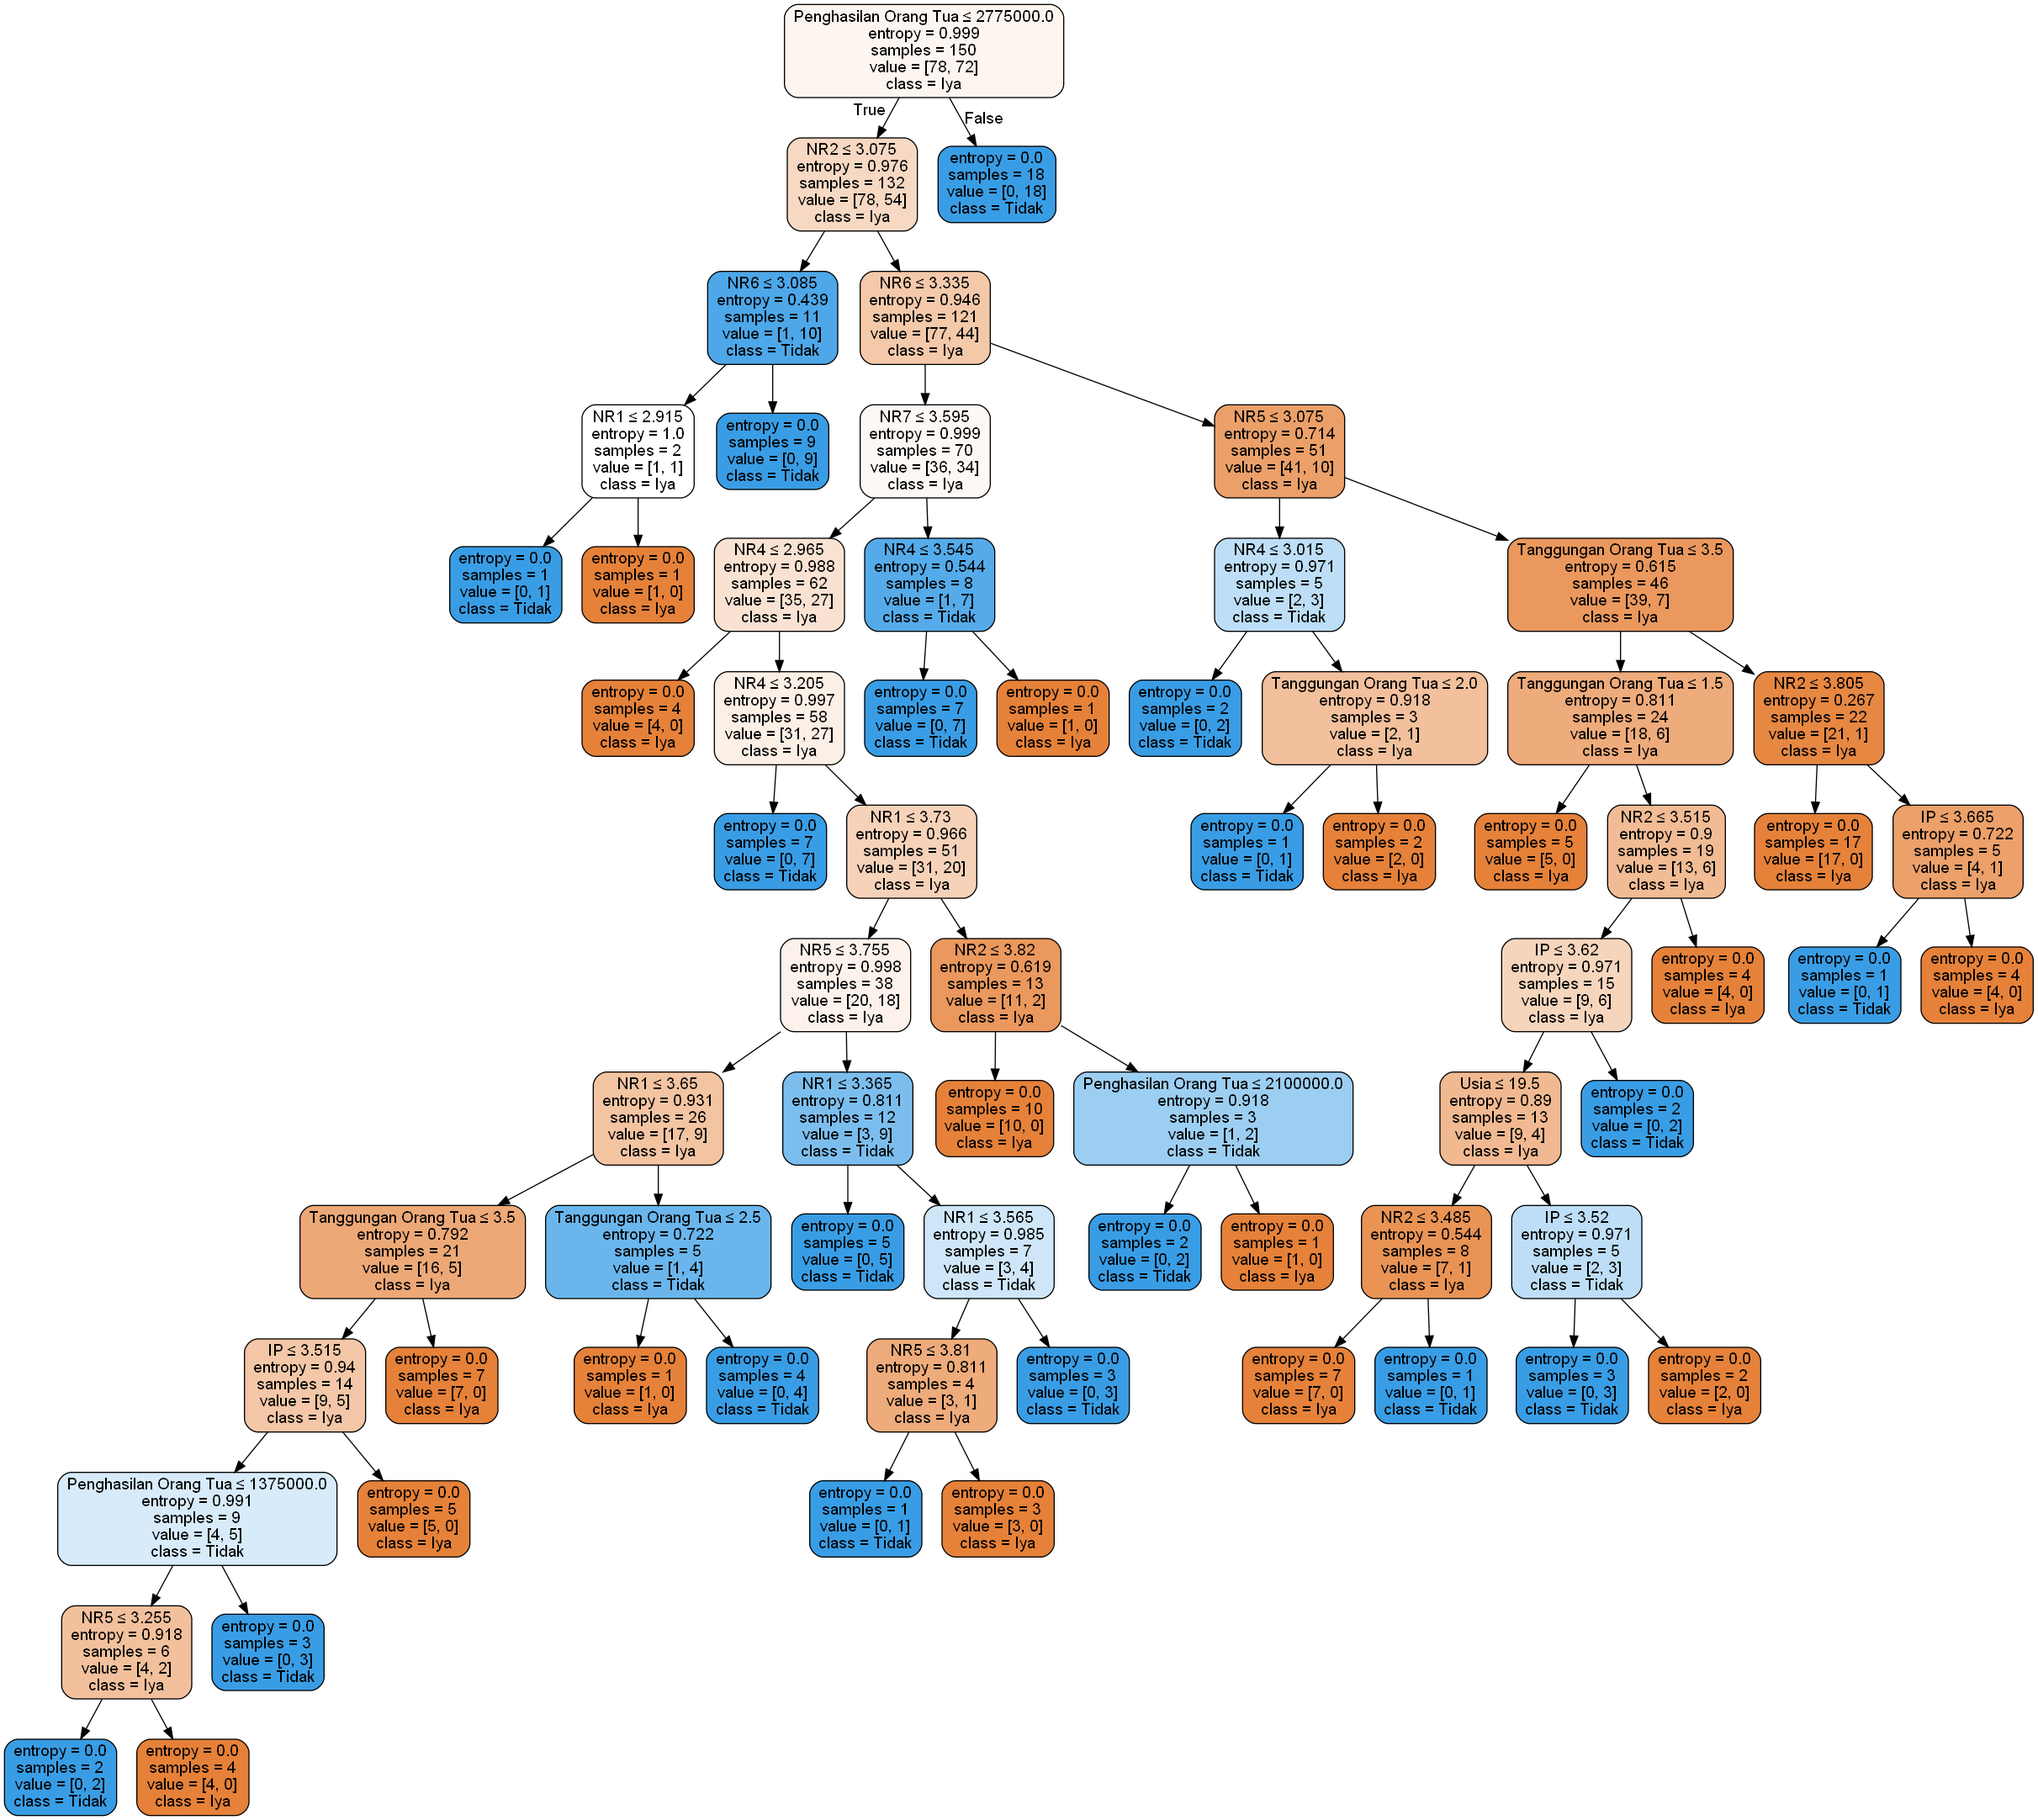 Penghasilan Orang Tua ≤ 2775000.0
entropy = 0.999
samples = 150
value = [78, 72]
class = Iya
True
False
NR2 ≤ 3.075
entropy = 0.976
samples = 132
value = [78, 54]
class = Iya
entropy = 0.0
samples = 18
value = [0, 18]
class = Tidak
NR6 ≤ 3.085
entropy = 0.439
samples = 11
value = [1, 10]
class = Tidak
NR6 ≤ 3.335
entropy = 0.946
samples = 121
value = [77, 44]
class = Iya
NR1 ≤ 2.915
entropy = 1.0
samples = 2
value = [1, 1]
class = Iya
entropy = 0.0
samples = 9
value = [0, 9]
class = Tidak
NR7 ≤ 3.595
entropy = 0.999
samples = 70
value = [36, 34]
class = Iya
NR5 ≤ 3.075
entropy = 0.714
samples = 51
value = [41, 10]
class = Iya
entropy = 0.0
samples = 1
value = [0, 1]
class = Tidak
entropy = 0.0
samples = 1
value = [1, 0]
class = Iya
NR4 ≤ 2.965
entropy = 0.988
samples = 62
value = [35, 27]
class = Iya
NR4 ≤ 3.545
entropy = 0.544
samples = 8
value = [1, 7]
class = Tidak
NR4 ≤ 3.015
entropy = 0.971
samples = 5
value = [2, 3]
class = Tidak
Tanggungan Orang Tua ≤ 3.5
entropy = 0.615
samples = 46
value = [39, 7]
class = Iya
entropy = 0.0
samples = 4
value = [4, 0]
class = Iya
NR4 ≤ 3.205
entropy = 0.997
samples = 58
value = [31, 27]
class = Iya
entropy = 0.0
samples = 7
value = [0, 7]
class = Tidak
entropy = 0.0
samples = 1
value = [1, 0]
class = Iya
entropy = 0.0
samples = 2
value = [0, 2]
class = Tidak
Tanggungan Orang Tua ≤ 2.0
entropy = 0.918
samples = 3
value = [2, 1]
class = Iya
Tanggungan Orang Tua ≤ 1.5
entropy = 0.811
samples = 24
value = [18, 6]
class = Iya
NR2 ≤ 3.805
entropy = 0.267
samples = 22
value = [21, 1]
class = Iya
entropy = 0.0
samples = 7
value = [0, 7]
class = Tidak
NR1 ≤ 3.73
entropy = 0.966
samples = 51
value = [31, 20]
class = Iya
entropy = 0.0
samples = 1
value = [0, 1]
class = Tidak
entropy = 0.0
samples = 2
value = [2, 0]
class = Iya
entropy = 0.0
samples = 5
value = [5, 0]
class = Iya
NR2 ≤ 3.515
entropy = 0.9
samples = 19
value = [13, 6]
class = Iya
entropy = 0.0
samples = 17
value = [17, 0]
class = Iya
IP ≤ 3.665
entropy = 0.722
samples = 5
value = [4, 1]
class = Iya
NR5 ≤ 3.755
entropy = 0.998
samples = 38
value = [20, 18]
class = Iya
NR2 ≤ 3.82
entropy = 0.619
samples = 13
value = [11, 2]
class = Iya
IP ≤ 3.62
entropy = 0.971
samples = 15
value = [9, 6]
class = Iya
entropy = 0.0
samples = 4
value = [4, 0]
class = Iya
entropy = 0.0
samples = 1
value = [0, 1]
class = Tidak
entropy = 0.0
samples = 4
value = [4, 0]
class = Iya
NR1 ≤ 3.65
entropy = 0.931
samples = 26
value = [17, 9]
class = Iya
NR1 ≤ 3.365
entropy = 0.811
samples = 12
value = [3, 9]
class = Tidak
entropy = 0.0
samples = 10
value = [10, 0]
class = Iya
Penghasilan Orang Tua ≤ 2100000.0
entropy = 0.918
samples = 3
value = [1, 2]
class = Tidak
Usia ≤ 19.5
entropy = 0.89
samples = 13
value = [9, 4]
class = Iya
entropy = 0.0
samples = 2
value = [0, 2]
class = Tidak
Tanggungan Orang Tua ≤ 3.5
entropy = 0.792
samples = 21
value = [16, 5]
class = Iya
Tanggungan Orang Tua ≤ 2.5
entropy = 0.722
samples = 5
value = [1, 4]
class = Tidak
entropy = 0.0
samples = 5
value = [0, 5]
class = Tidak
NR1 ≤ 3.565
entropy = 0.985
samples = 7
value = [3, 4]
class = Tidak
entropy = 0.0
samples = 2
value = [0, 2]
class = Tidak
entropy = 0.0
samples = 1
value = [1, 0]
class = Iya
NR2 ≤ 3.485
entropy = 0.544
samples = 8
value = [7, 1]
class = Iya
IP ≤ 3.52
entropy = 0.971
samples = 5
value = [2, 3]
class = Tidak
IP ≤ 3.515
entropy = 0.94
samples = 14
value = [9, 5]
class = Iya
entropy = 0.0
samples = 7
value = [7, 0]
class = Iya
entropy = 0.0
samples = 1
value = [1, 0]
class = Iya
entropy = 0.0
samples = 4
value = [0, 4]
class = Tidak
NR5 ≤ 3.81
entropy = 0.811
samples = 4
value = [3, 1]
class = Iya
entropy = 0.0
samples = 3
value = [0, 3]
class = Tidak
entropy = 0.0
samples = 7
value = [7, 0]
class = Iya
entropy = 0.0
samples = 1
value = [0, 1]
class = Tidak
entropy = 0.0
samples = 3
value = [0, 3]
class = Tidak
entropy = 0.0
samples = 2
value = [2, 0]
class = Iya
Penghasilan Orang Tua ≤ 1375000.0
entropy = 0.991
samples = 9
value = [4, 5]
class = Tidak
entropy = 0.0
samples = 5
value = [5, 0]
class = Iya
entropy = 0.0
samples = 1
value = [0, 1]
class = Tidak
entropy = 0.0
samples = 3
value = [3, 0]
class = Iya
NR5 ≤ 3.255
entropy = 0.918
samples = 6
value = [4, 2]
class = Iya
entropy = 0.0
samples = 3
value = [0, 3]
class = Tidak
entropy = 0.0
samples = 2
value = [0, 2]
class = Tidak
entropy = 0.0
samples = 4
value = [4, 0]
class = Iya